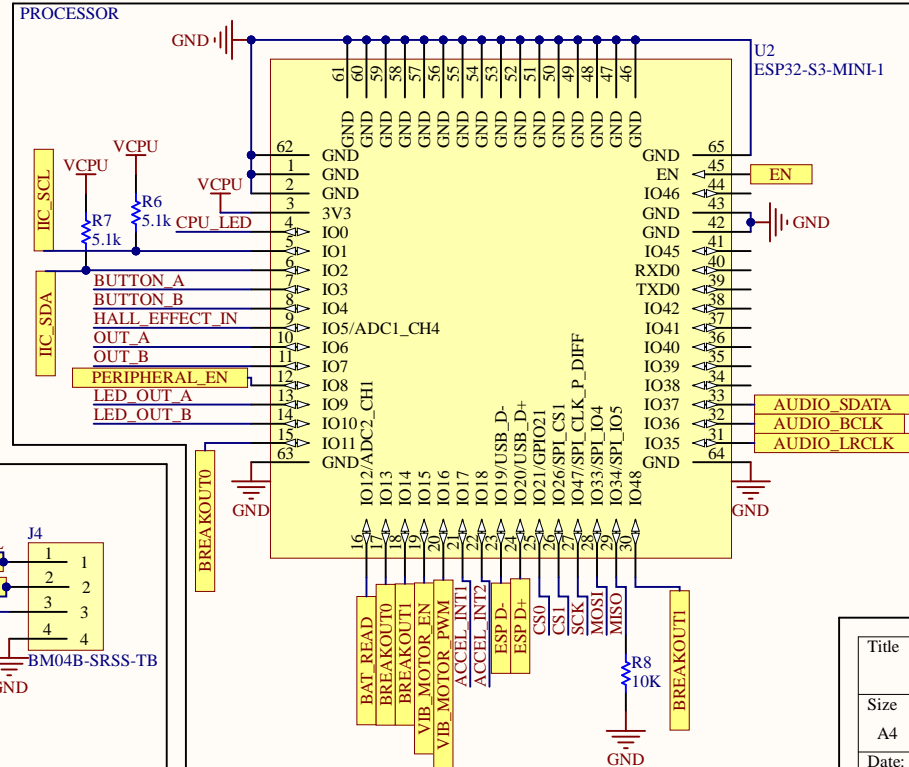 PROCESSOR
GND
U2
ESP32-S3-MINI-1
61 60 59 58 57 56 55 54 53 52 51 50 49 48 47 46
GND GND GND GND GND GND GND GND GND GND GND GND GND GND GND GND
IIC_SCL
VCPU
VCPU
VCPU
R7
5.1k
R6
5.1k
IIC_SDA
62 GND
1 GND
2 GND
3 3V3
CPU_LED 4 IO0
5 IO1
6 IO2
BUTTON_A 7 IO3
BUTTON_B 8 IO4
HALL_EFFECT_IN 9 IO5/ADC1_CH4
OUT_A 10 IO6
OUT_B 11 IO7
PERIPHERAL_EN 12 IO8
LED_OUT_A 13 IO9
LED_OUT_B 14 IO10
15 IO11
63 GND
GND
BREAKOUT0
GND 65
EN 45 EN
IO46 44
GND 43
GND 42
GND
IO45 41
RXD0 40
TXD0 39
IO42 38
IO41 37
IO40 36
IO39 35
IO38 34
IO37 33 AUDIO_SDATA
IO36 32 AUDIO_BCLK
IO35 31 AUDIO_LRCLK
GND 64
GND
IO12/ADC2_CH1
IO13
IO14
IO15
IO16
IO17
IO18
IO19/USB_D-
IO20/USB_D+
IO21/GPIO21
IO26/SPI_CS1
IO47/SPI_CLK_P_DIFF
IO33/SPI_IO4
IO34/SPI_IO5
IO48
16 17 18 19 20 21 22 23 24 25 26 27 28 29 30
BAT_READ
BREAKOUT0
BREAKOUT1
VIB_MOTOR_EN
VIB_MOTOR_PWM
ACCEL_INT1
ACCEL_INT2
ESP D-
ESP D+
CS0
CS1
SCK
MOSI
MISO
BREAKOUT1
R8
10K
GND
J4
1 1
2 2
3 3
4 4
BM04B-SRSS-TB
GND
Title
Size
A4
Date: